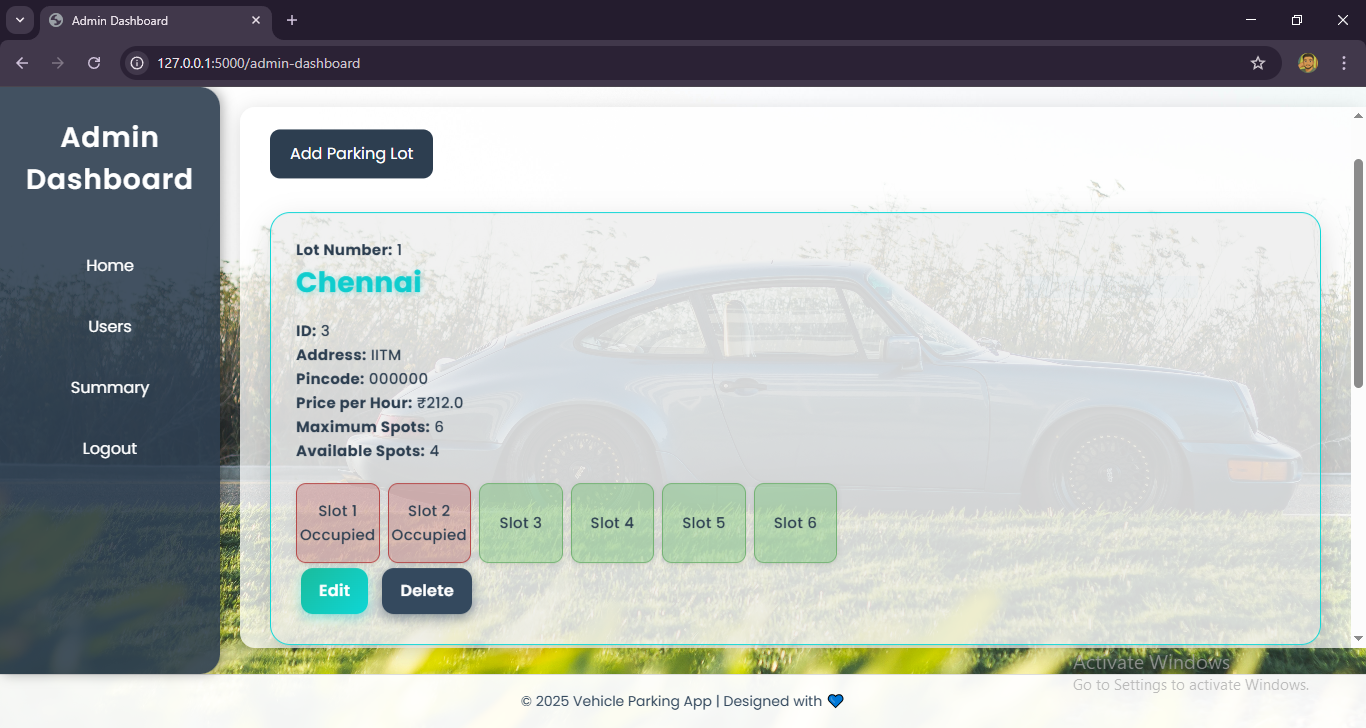 Admin Dashboard
127.0.0.1:5000/admin-dashboard
Admin
Dashboard
Home
Users
Summary
Logout
Add Parking Lot
Lot Number: 1
Chennai
ID: 3
Address: IITM
Pincode: 000000
Price per Hour: ₹212.0
Maximum Spots: 6
Available Spots: 4
Slot 1
Occupied
Slot 2
Occupied
Slot 3
Slot 4
Slot 5
Slot 6
Edit
Delete
Activate Windows
Go to Settings to activate Windows.
© 2025 Vehicle Parking App | Designed with 💙